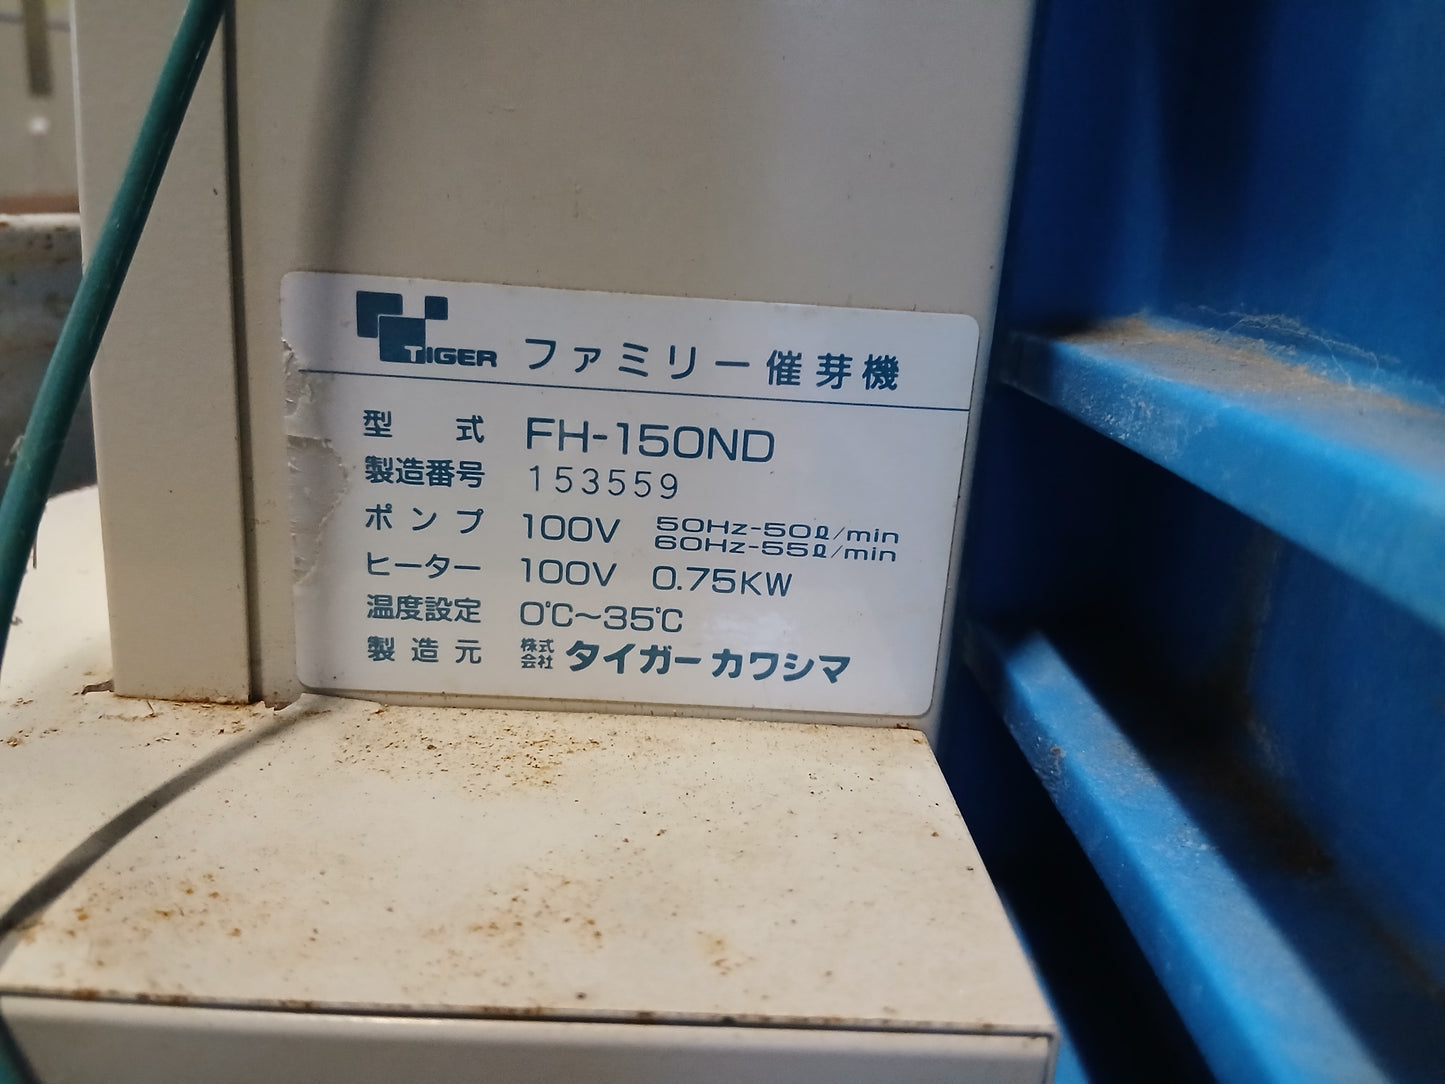 TIGER ファミリー催芽機
型式 FH-150ND
製造番号 153559
ポンプ 100V 50Hz-50ℓ/min
60Hz-55ℓ/min
ヒーター 100V 0.75KW
温度設定 0℃~35℃
製造元 株式会社 タイガーカワシマ